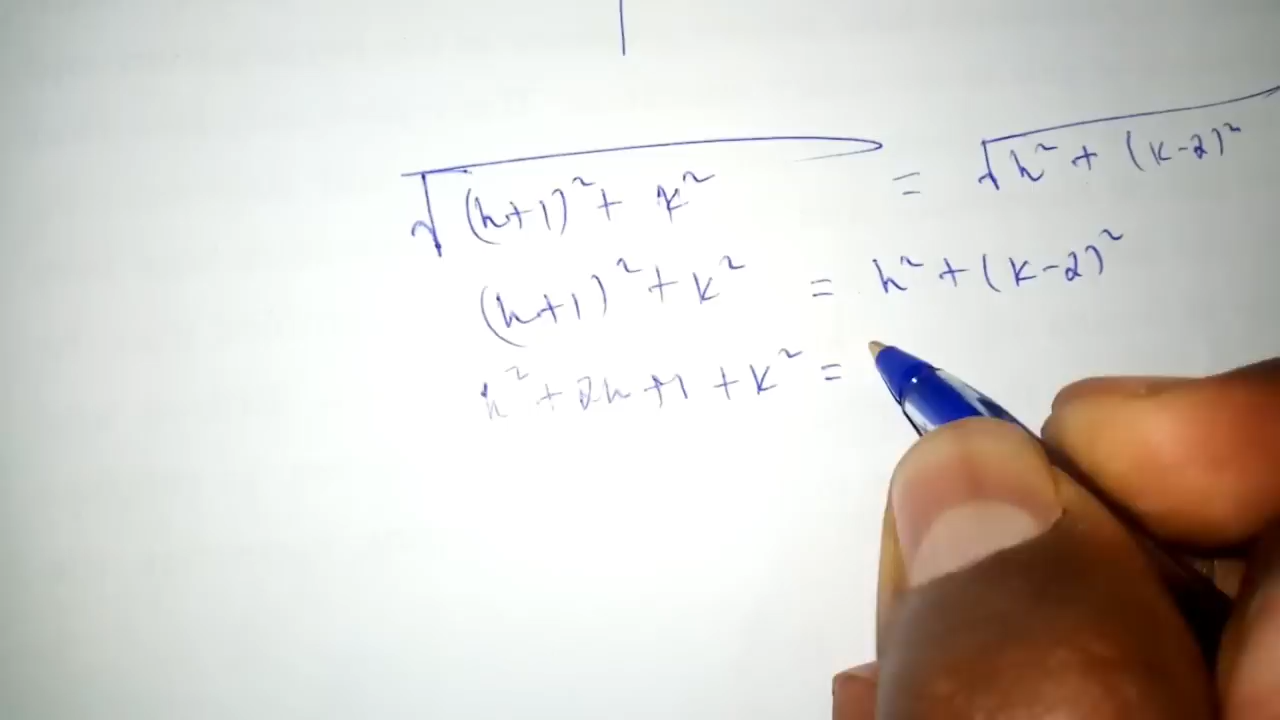 √(h+1)² + k² = √h² + (k-2)²
(h+1)² + k² = h² + (k-2)²
h² + 2h + 1 + k² =